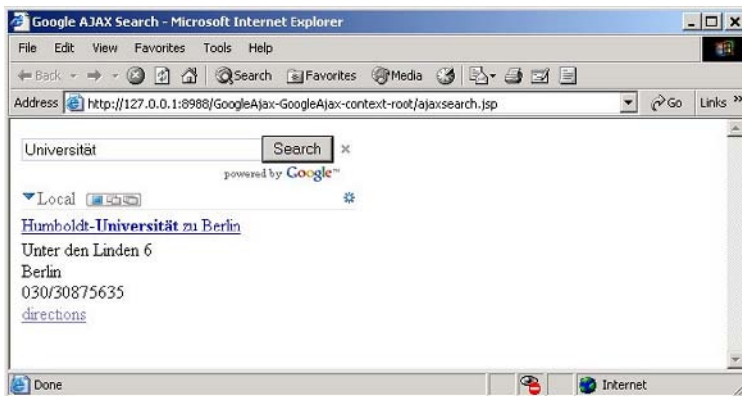 Google AJAX Search - Microsoft Internet Explorer
File Edit View Favorites Tools Help
Back Search Favorites Media
Address http://127.0.0.1:8988/GoogleAjax-GoogleAjax-context-root/ajaxsearch.jsp Go Links »
Universität Search ×
powered by Google™
Local
Humboldt-Universität zu Berlin
Unter den Linden 6
Berlin
030/30875635
directions
Done Internet